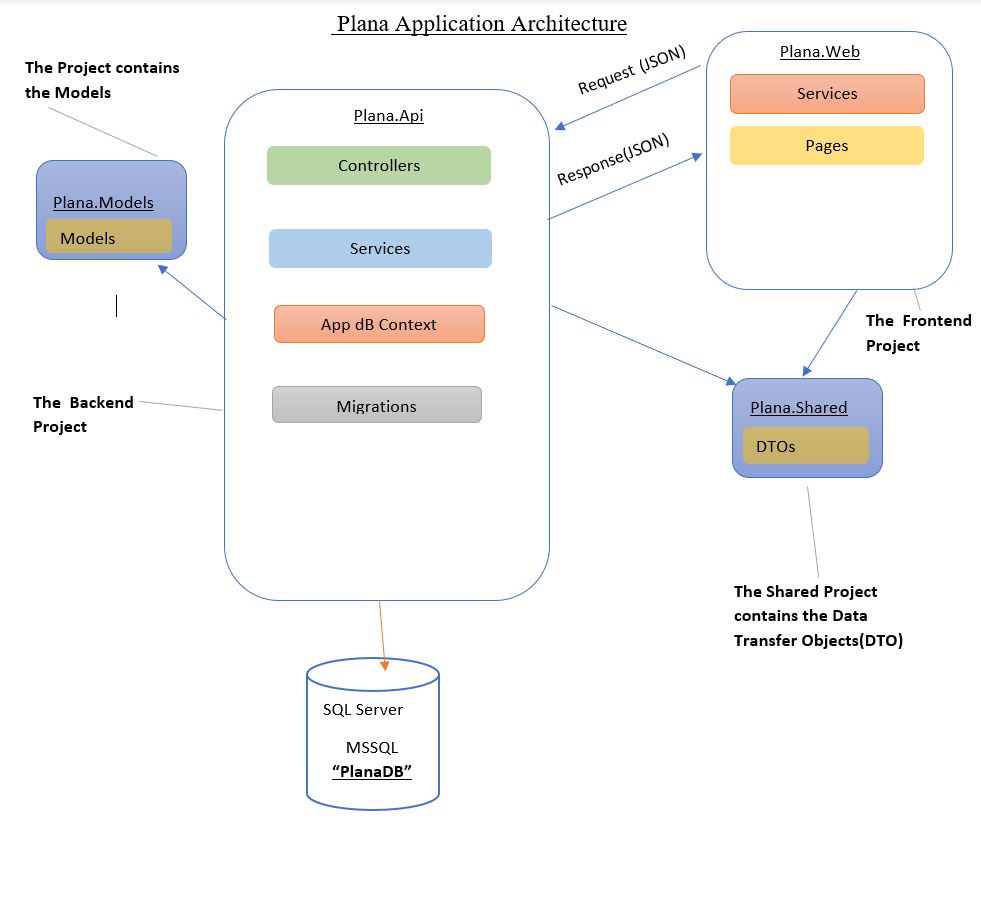 Plana Application Architecture
The Project contains
the Models
Plana.Models
Models
Plana.Api
Controllers
Services
App dB Context
Migrations
Request (JSON)
Response(JSON)
Plana.Web
Services
Pages
The Frontend
Project
The Backend
Project
Plana.Shared
DTOs
The Shared Project
contains the Data
Transfer Objects(DTO)
SQL Server
MSSQL
“PlanaDB”